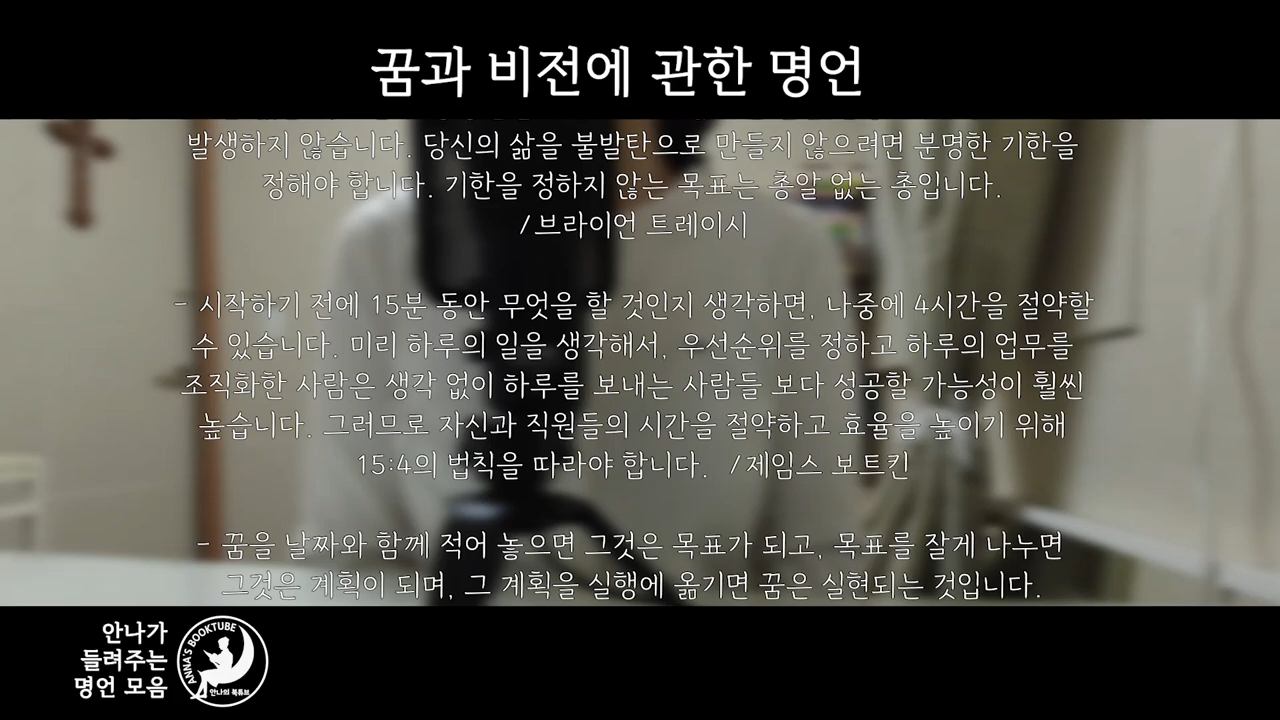 꿈과 비전에 관한 명언
발생하지 않습니다. 당신의 삶을 불발탄으로 만들지 않으려면 분명한 기한을
정해야 합니다. 기한을 정하지 않는 목표는 총알 없는 총입니다.
/브라이언 트레이시
- 시작하기 전에 15분 동안 무엇을 할 것인지 생각하면, 나중에 4시간을 절약할
수 있습니다. 미리 하루의 일을 생각해서, 우선순위를 정하고 하루의 업무를
조직화한 사람은 생각 없이 하루를 보내는 사람들 보다 성공할 가능성이 훨씬
높습니다. 그러므로 자신과 직원들의 시간을 절약하고 효율을 높이기 위해
15:4의 법칙을 따라야 합니다. /제임스 보트킨
- 꿈을 날짜와 함께 적어 놓으면 그것은 목표가 되고, 목표를 잘게 나누면
그것은 계획이 되며, 그 계획을 실행에 옮기면 꿈은 실현되는 것입니다.
안나가
들려주는
명언 모음
ANNA'S BOOKTUBE
안나의 북튜브